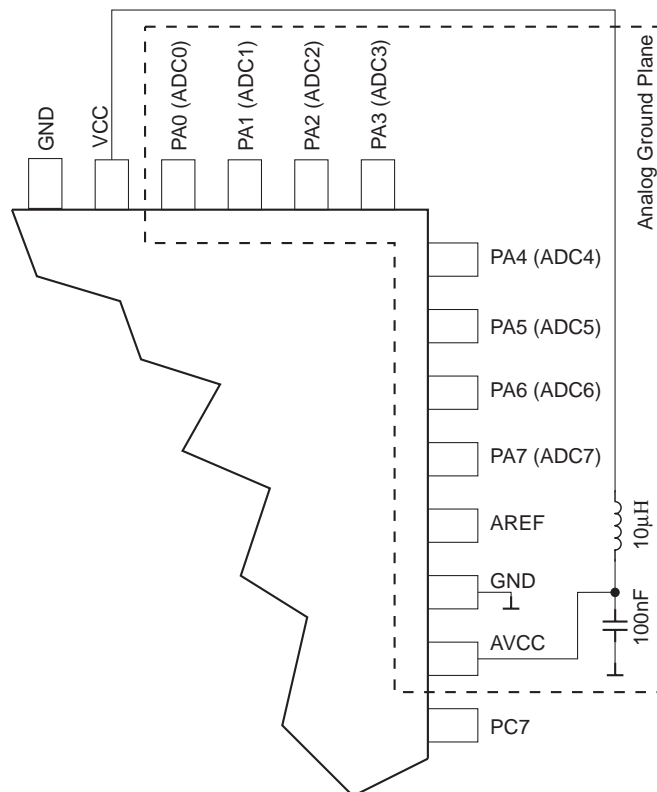 GND
VCC
PA0 (ADC0)
PA1 (ADC1)
PA2 (ADC2)
PA3 (ADC3)
Analog Ground Plane
PA4 (ADC4)
PA5 (ADC5)
PA6 (ADC6)
PA7 (ADC7)
AREF
10μH
GND
AVCC
100nF
PC7